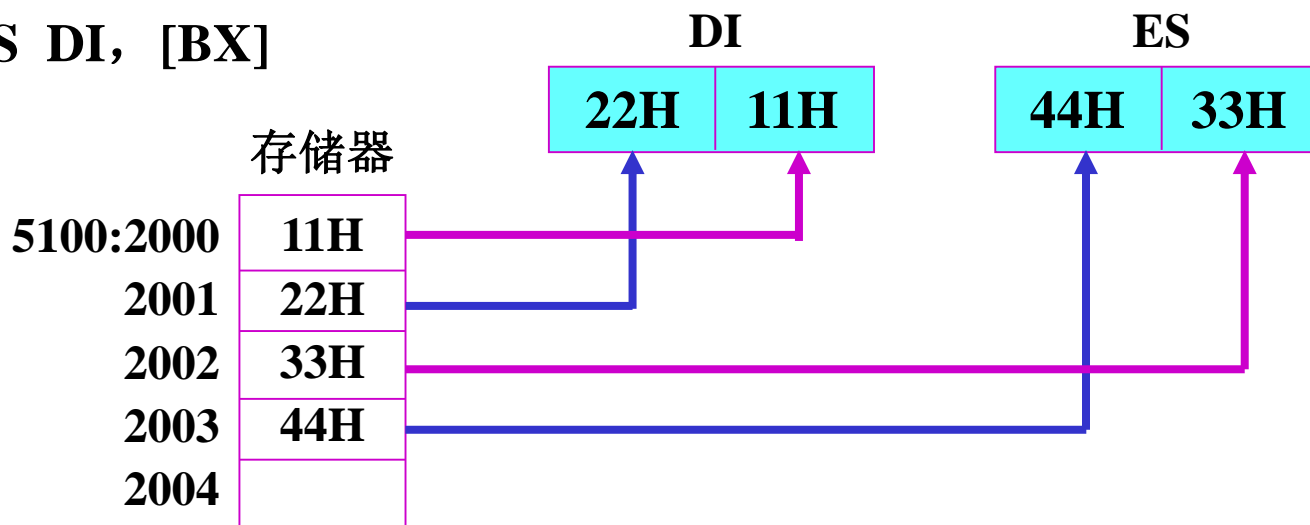 S DI，[BX]
DI
ES
22H 11H
44H 33H
存储器
5100:2000 11H
2001 22H
2002 33H
2003 44H
2004